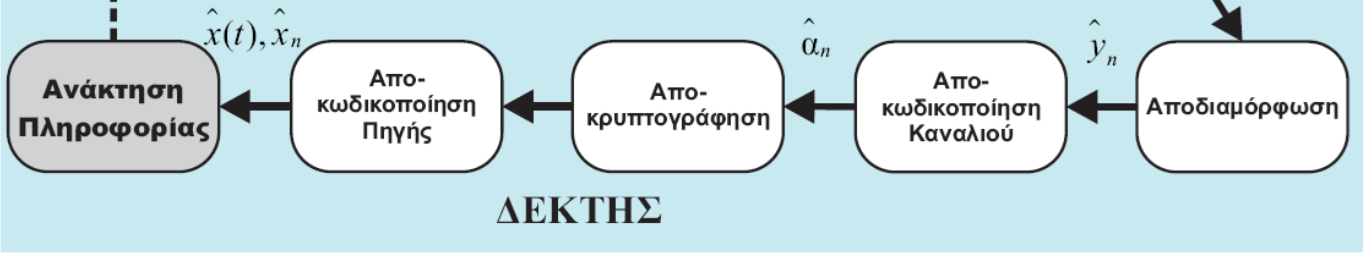 x̂(t), x̂ₙ
α̂ₙ
ŷₙ
Ανάκτηση
Πληροφορίας
Απο-
κωδικοποίηση
Πηγής
Απο-
κρυπτογράφηση
Απο-
κωδικοποίηση
Καναλιού
Αποδιαμόρφωση
ΔΕΚΤΗΣ